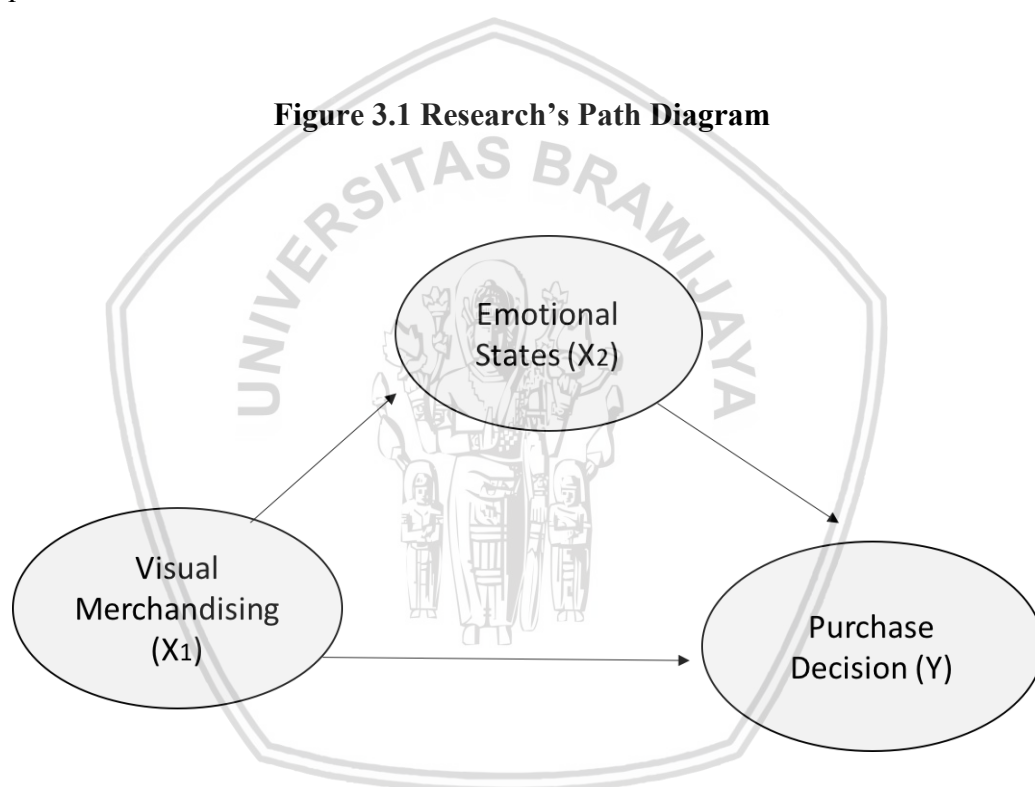 Figure 3.1 Research’s Path Diagram
UNIVERSITAS BRAWIJAYA
Emotional
States (X2)
Visual
Merchandising
(X1)
Purchase
Decision (Y)